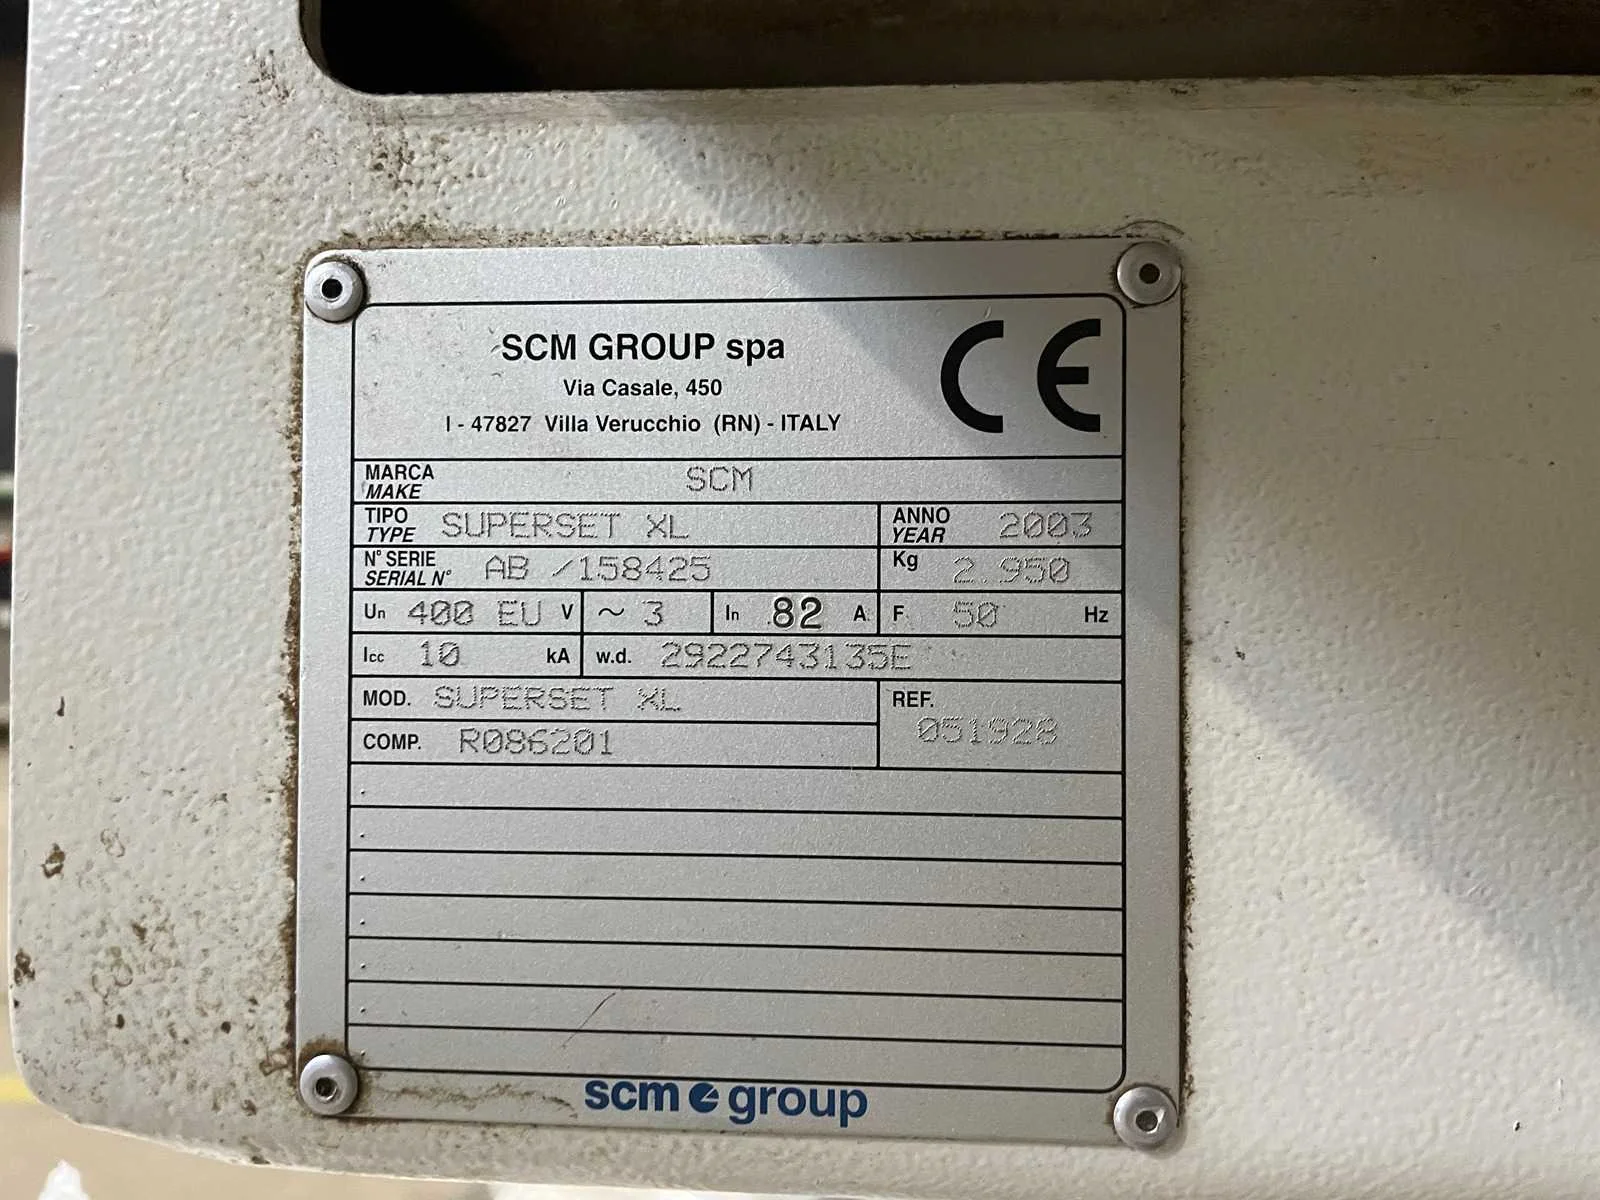 SCM GROUP spa
Via Casale, 450
I - 47827 Villa Verucchio (RN) - ITALY
CE
MARCA
MAKE
SCM
TIPO
TYPE
SUPERSET XL
ANNO
YEAR
2003
N° SERIE
SERIAL N°
AB /158425
Kg 2.950
Un 400 EU V ~ 3 In 82 A F 50 Hz
Icc 10 kA w.d. 2922743135E
MOD. SUPERSET XL
REF.
051928
COMP. R086201
scm group